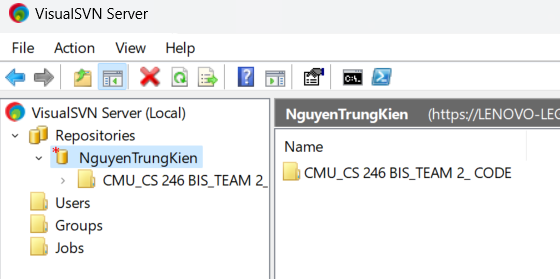 VisualSVN Server
File Action View Help
VisualSVN Server (Local)
Repositories
NguyenTrungKien
CMU_CS 246 BIS_TEAM 2_
Users
Groups
Jobs
NguyenTrungKien (https://LENOVO-LEG
Name
CMU_CS 246 BIS_TEAM 2_ CODE